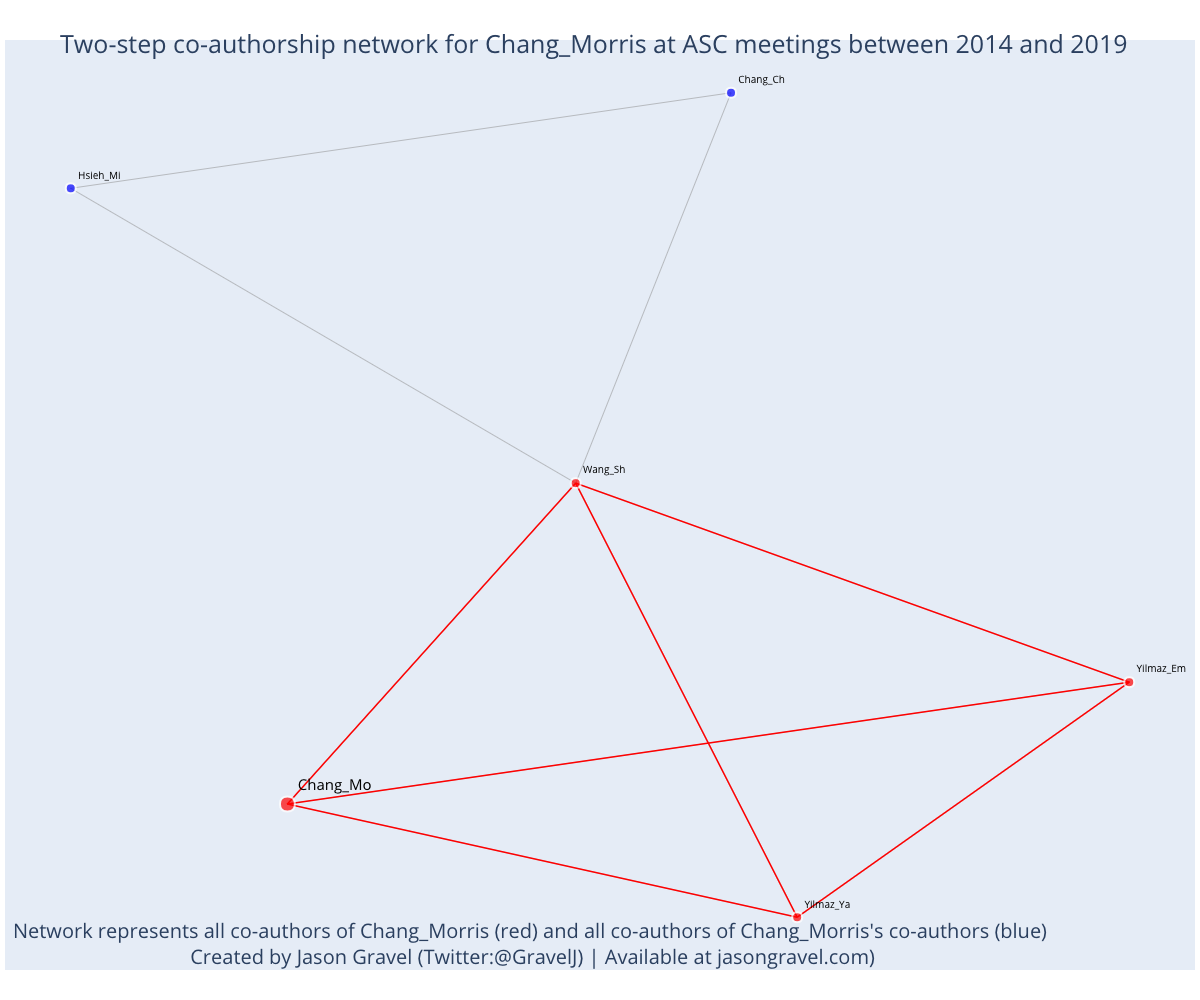 Two-step co-authorship network for Chang_Morris at ASC meetings between 2014 and 2019
Chang_Ch
Hsieh_Mi
Wang_Sh
Yilmaz_Em
Chang_Mo
Yilmaz_Ya
Network represents all co-authors of Chang_Morris (red) and all co-authors of Chang_Morris's co-authors (blue)
Created by Jason Gravel (Twitter:@GravelJ) | Available at jasongravel.com)